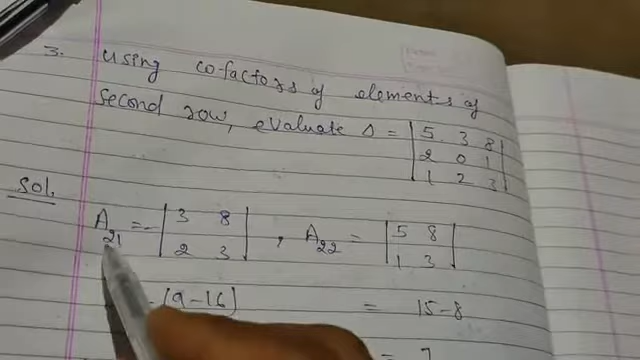 3. Using co-factors of elements of
Second row, evaluate Δ = | 5 3 8 |
| 2 0 1 |
| 1 2 3 |
Sol.
A₂₁ = - | 3 8 | , A₂₂ = | 5 8 |
| 2 3 | | 1 3 |
- (9-16) = 15-8
= 7